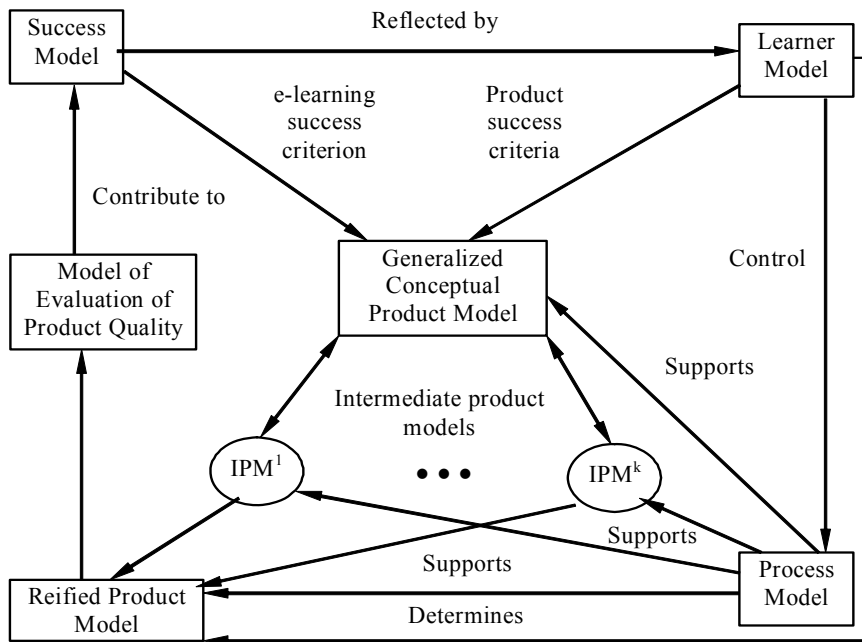 Success
Model
Reflected by
Learner
Model
e-learning
success
criterion
Product
success
criteria
Contribute to
Model of
Evaluation of
Product Quality
Generalized
Conceptual
Product Model
Control
Supports
Intermediate product
models
IPM¹
•••
IPMᵏ
Supports
Supports
Reified Product
Model
Determines
Process
Model